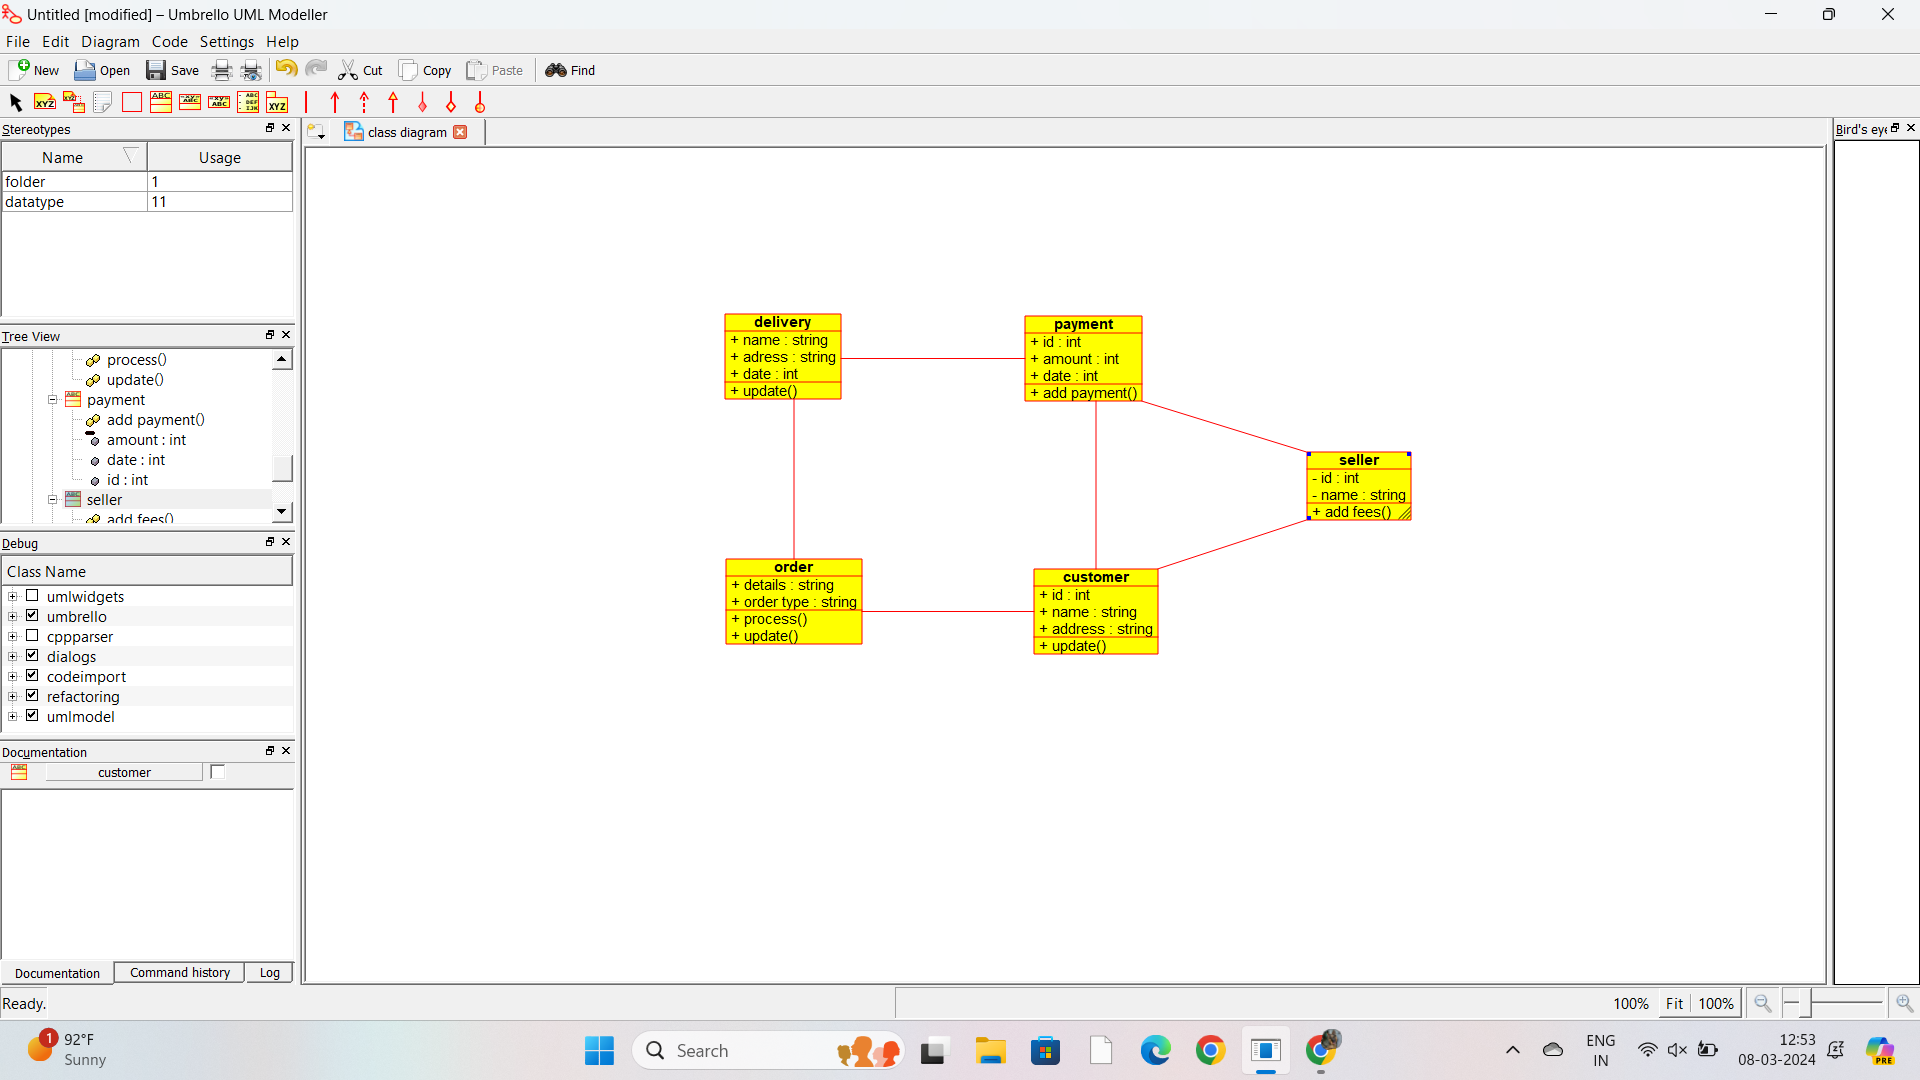 Untitled [modified] – Umbrello UML Modeller
File Edit Diagram Code Settings Help
New Open Save Cut Copy Paste Find
Stereotypes
Name Usage
folder 1
datatype 11
Tree View
process()
update()
payment
add payment()
amount : int
date : int
id : int
seller
add fees()
Debug
Class Name
umlwidgets
umbrello
cppparser
dialogs
codeimport
refactoring
umlmodel
Documentation
customer
Documentation Command history Log
Ready.
class diagram
delivery
+ name : string
+ adress : string
+ date : int
+ update()
payment
+ id : int
+ amount : int
+ date : int
+ add payment()
seller
- id : int
- name : string
+ add fees()
order
+ details : string
+ order type : string
+ process()
+ update()
customer
+ id : int
+ name : string
+ address : string
+ update()
Bird's eye
100% Fit 100%
1
92°F
Sunny
Search
ENG
IN
12:53
08-03-2024
PRE